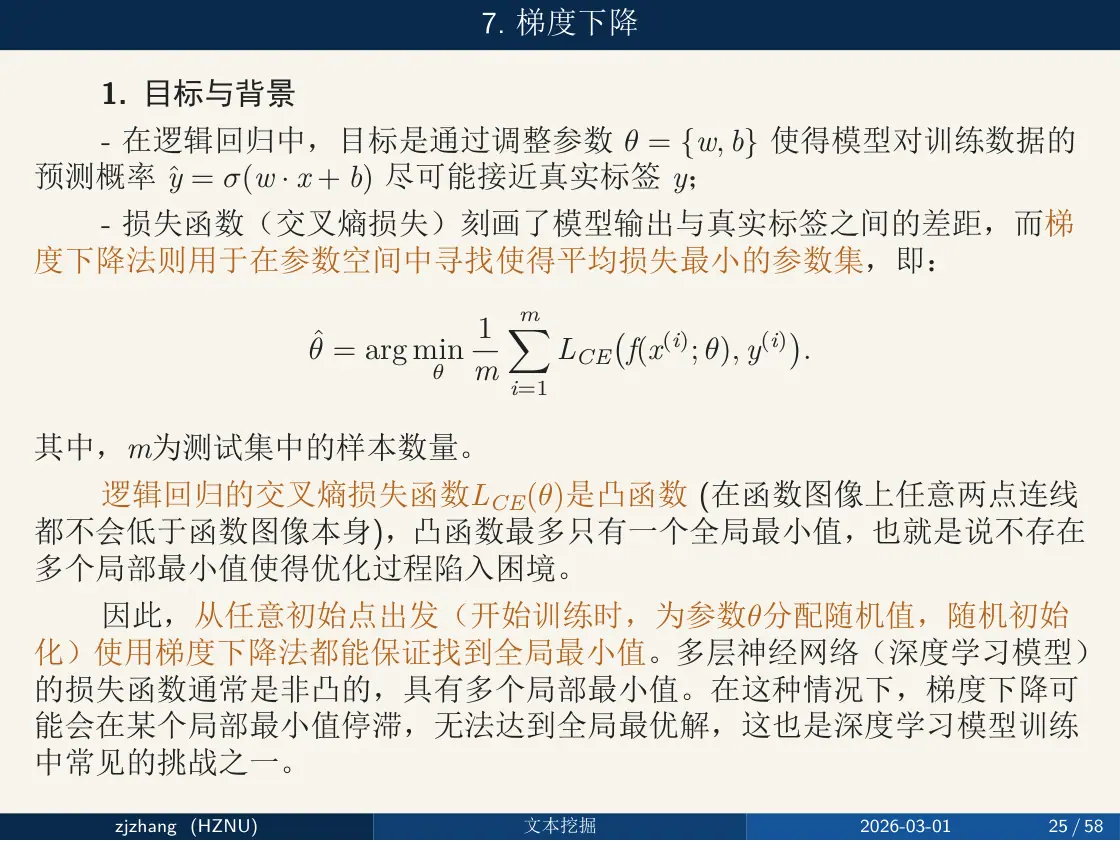 7. 梯度下降
1. 目标与背景
- 在逻辑回归中，目标是通过调整参数 θ = {w, b} 使得模型对训练数据的
预测概率 ŷ = σ(w · x + b) 尽可能接近真实标签 y；
- 损失函数（交叉熵损失）刻画了模型输出与真实标签之间的差距，而梯
度下降法则用于在参数空间中寻找使得平均损失最小的参数集，即：
θ̂ = arg min_θ 1/m ∑_{i=1}^{m} L_{CE}(f(x^{(i)}; θ), y^{(i)}).
其中，m为测试集中的样本数量。
逻辑回归的交叉熵损失函数L_{CE}(θ)是凸函数 (在函数图像上任意两点连线
都不会低于函数图像本身)，凸函数最多只有一个全局最小值，也就是说不存在
多个局部最小值使得优化过程陷入困境。
因此，从任意初始点出发（开始训练时，为参数θ分配随机值，随机初始
化）使用梯度下降法都能保证找到全局最小值。多层神经网络（深度学习模型）
的损失函数通常是非凸的，具有多个局部最小值。在这种情况下，梯度下降可
能会在某个局部最小值停滞，无法达到全局最优解，这也是深度学习模型训练
中常见的挑战之一。
zjzhang (HZNU) 文本挖掘 2026-03-01 25 / 58